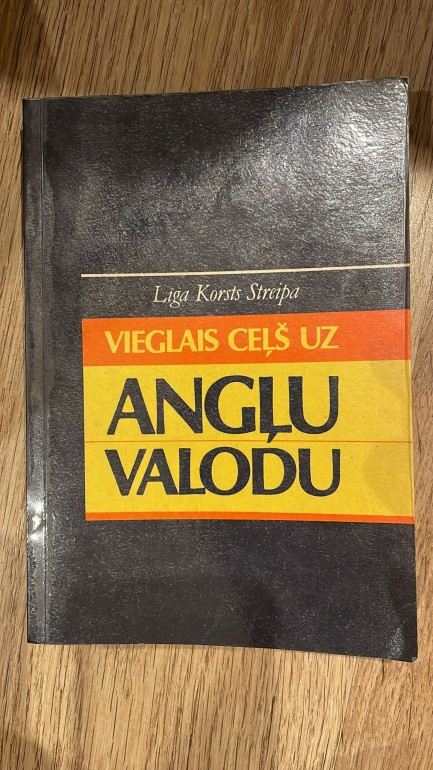 Liga Korsts Streipa
VIEGLAIS CEĻŠ UZ
ANGĻU
VALODU